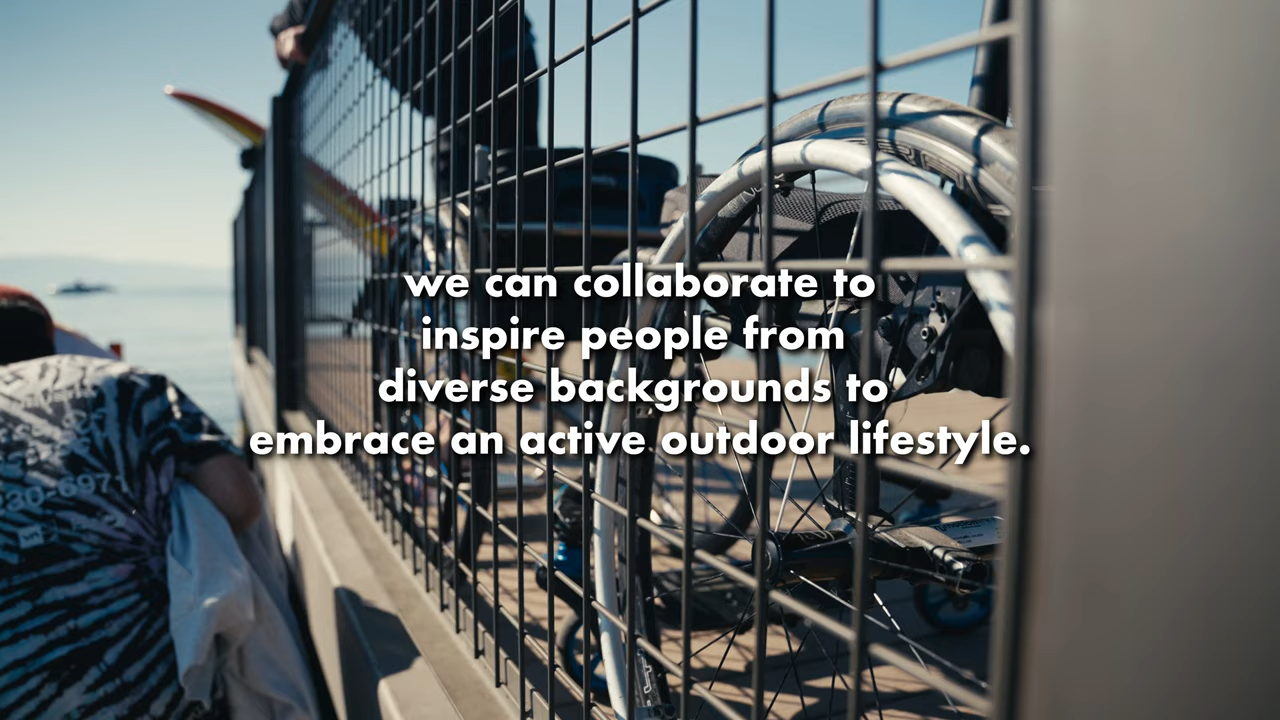 we can collaborate to
inspire people from
diverse backgrounds to
embrace an active outdoor lifestyle.